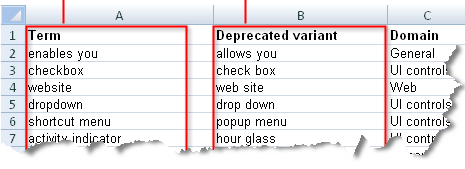 A B C
1 Term Deprecated variant Domain
2 enables you allows you General
3 checkbox check box UI controls
4 website web site Web
5 dropdown drop down UI controls
6 shortcut menu popup menu UI controls
7 activity indicator hour glass UI controls